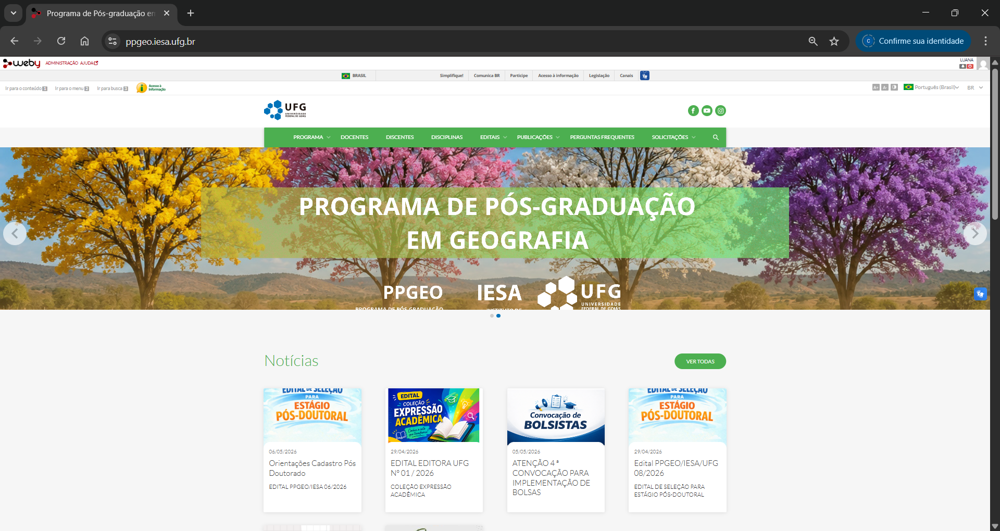 Programa de Pós-graduação em
ppgeo.iesa.ufg.br
Confirme sua identidade
weby ADMINISTRAÇÃO AJUDA
LUANA
BRASIL
Simplifique! Comunica BR Participe Acesso à informação Legislação Canais
Ir para o conteúdo 1 Ir para o menu 2 Ir para busca 3 Acesso à Informação
A+ A- Português (Brasil) BR
UFG
UNIVERSIDADE
FEDERAL DE GOIÁS
PROGRAMA DOCENTES DISCENTES DISCIPLINAS EDITAIS PUBLICAÇÕES PERGUNTAS FREQUENTES SOLICITAÇÕES
PROGRAMA DE PÓS-GRADUAÇÃO
EM GEOGRAFIA
PPGEO IESA UFG
UNIVERSIDADE
FEDERAL DE GOIÁS
PROGRAMA DE PÓS GRADUAÇÃO INSTITUTO DE
Notícias
VER TODAS
EDITAL DE SELEÇÃO
PARA
ESTÁGIO
PÓS-DOUTORAL
06/05/2026
Orientações Cadastro Pós
Doutorado
EDITAL PPGEO/IESA 06/2026
EDITAL
COLEÇÃO
EXPRESSÃO
ACADÊMICA
29/04/2026
EDITAL EDITORA UFG
Nº 01 / 2026
COLEÇÃO EXPRESSÃO
ACADÊMICA
Convocação de
BOLSISTAS
05/05/2026
ATENÇÃO 4 ª
CONVOCAÇÃO PARA
IMPLEMENTAÇÃO DE
BOLSAS
EDITAL DE SELEÇÃO
PARA
ESTÁGIO
PÓS-DOUTORAL
29/04/2026
Edital PPGEO/IESA/UFG
08/2026
EDITAL DE SELEÇÃO PARA
ESTÁGIO PÓS-DOUTORAL